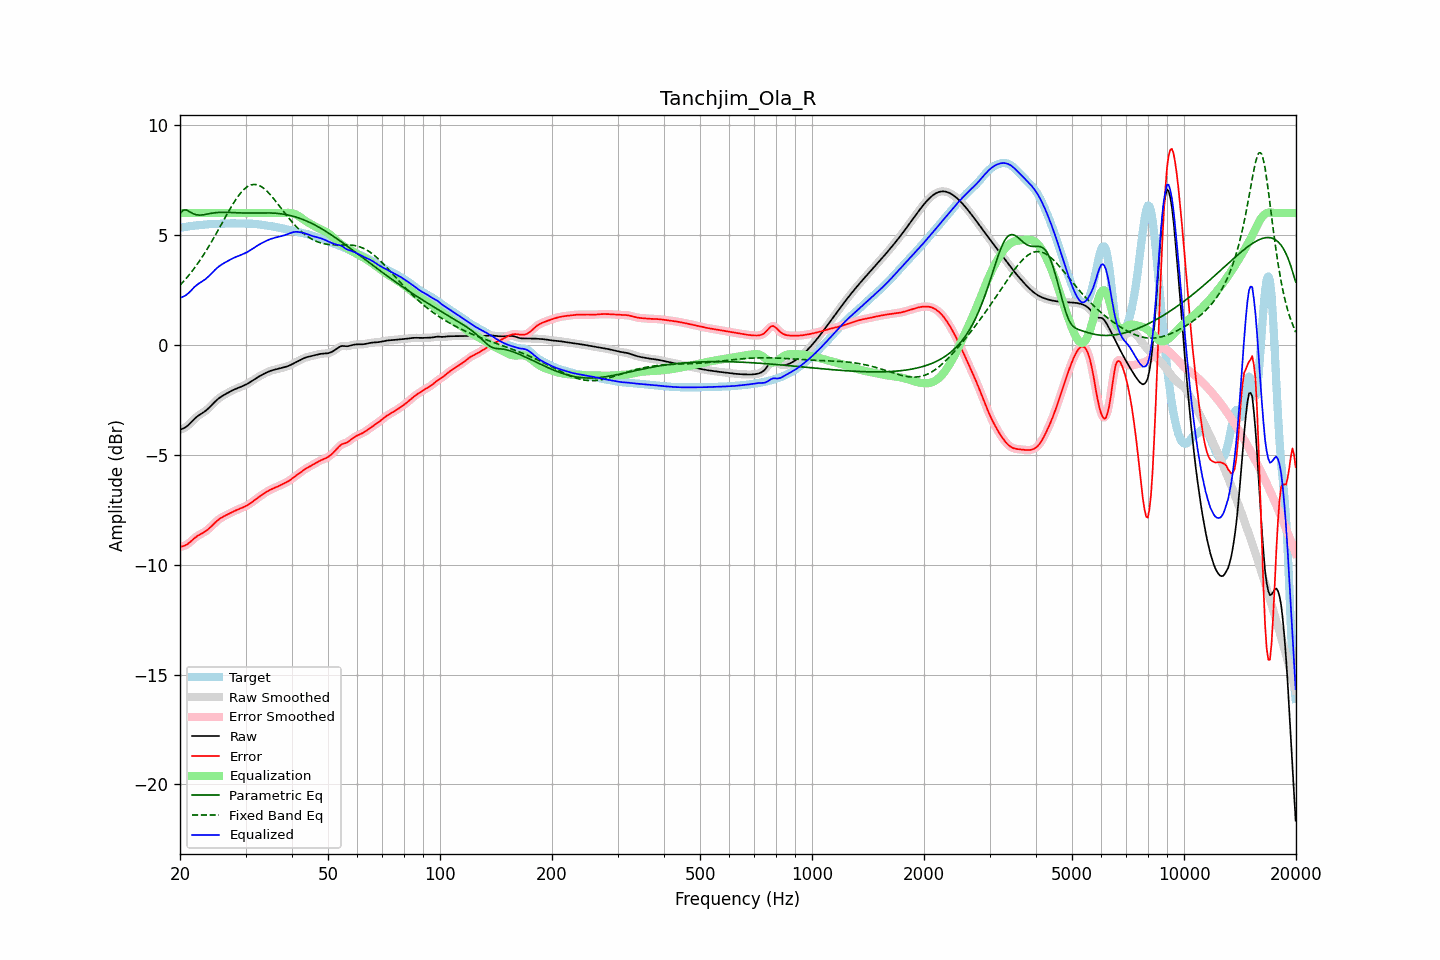 Tanchjim_Ola_R
10
5
0
−5
−10
−15
−20
Amplitude (dBr)
Target
Raw Smoothed
Error Smoothed
Raw
Error
Equalization
Parametric Eq
Fixed Band Eq
Equalized
20 50 100 200 500 1000 2000 5000 10000 20000
Frequency (Hz)